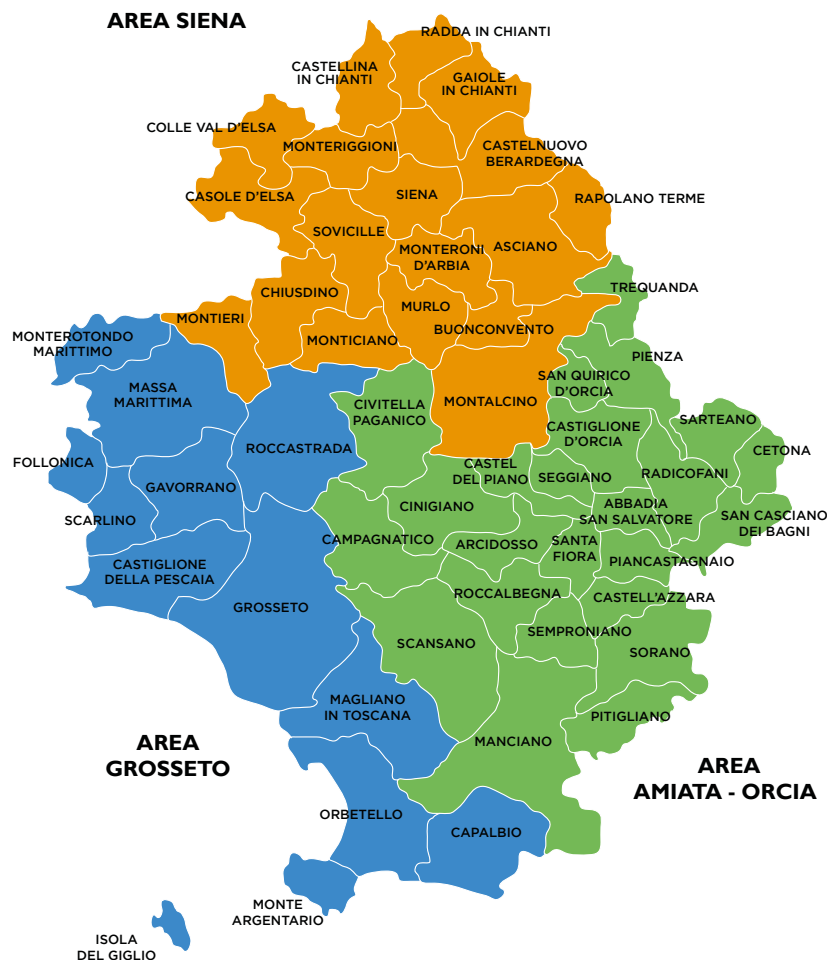 AREA SIENA
RADDA IN CHIANTI
CASTELLINA
IN CHIANTI
GAIOLE
IN CHIANTI
COLLE VAL D'ELSA
MONTERIGGIONI
CASTELNUOVO
BERARDEGNA
CASOLE D'ELSA
SIENA
RAPOLANO TERME
SOVICILLE
MONTERONI
D'ARBIA
ASCIANO
TREQUANDA
CHIUSDINO
MURLO
MONTIERI
BUONCONVENTO
MONTICIANO
MONTEROTONDO
MARITTIMO
PIENZA
MASSA
MARITTIMA
SAN QUIRICO
D'ORCIA
CIVITELLA
PAGANICO
MONTALCINO
SARTEANO
CASTIGLIONE
D'ORCIA
ROCCASTRADA
CETONA
FOLLONICA
CASTEL
DEL PIANO
SEGGIANO
RADICOFANI
GAVORRANO
CINIGIANO
ABBADIA
SAN SALVATORE
SAN CASCIANO
DEI BAGNI
SCARLINO
CAMPAGNATICO
ARCIDOSSO
SANTA
FIORA
PIANCASTAGNAIO
CASTIGLIONE
DELLA PESCAIA
ROCCALBEGNA
CASTELL'AZZARA
GROSSETO
SEMPRONIANO
SCANSANO
SORANO
MAGLIANO
IN TOSCANA
PITIGLIANO
MANCIANO
AREA
GROSSETO
AREA
AMIATA - ORCIA
ORBETELLO
CAPALBIO
MONTE
ARGENTARIO
ISOLA
DEL GIGLIO